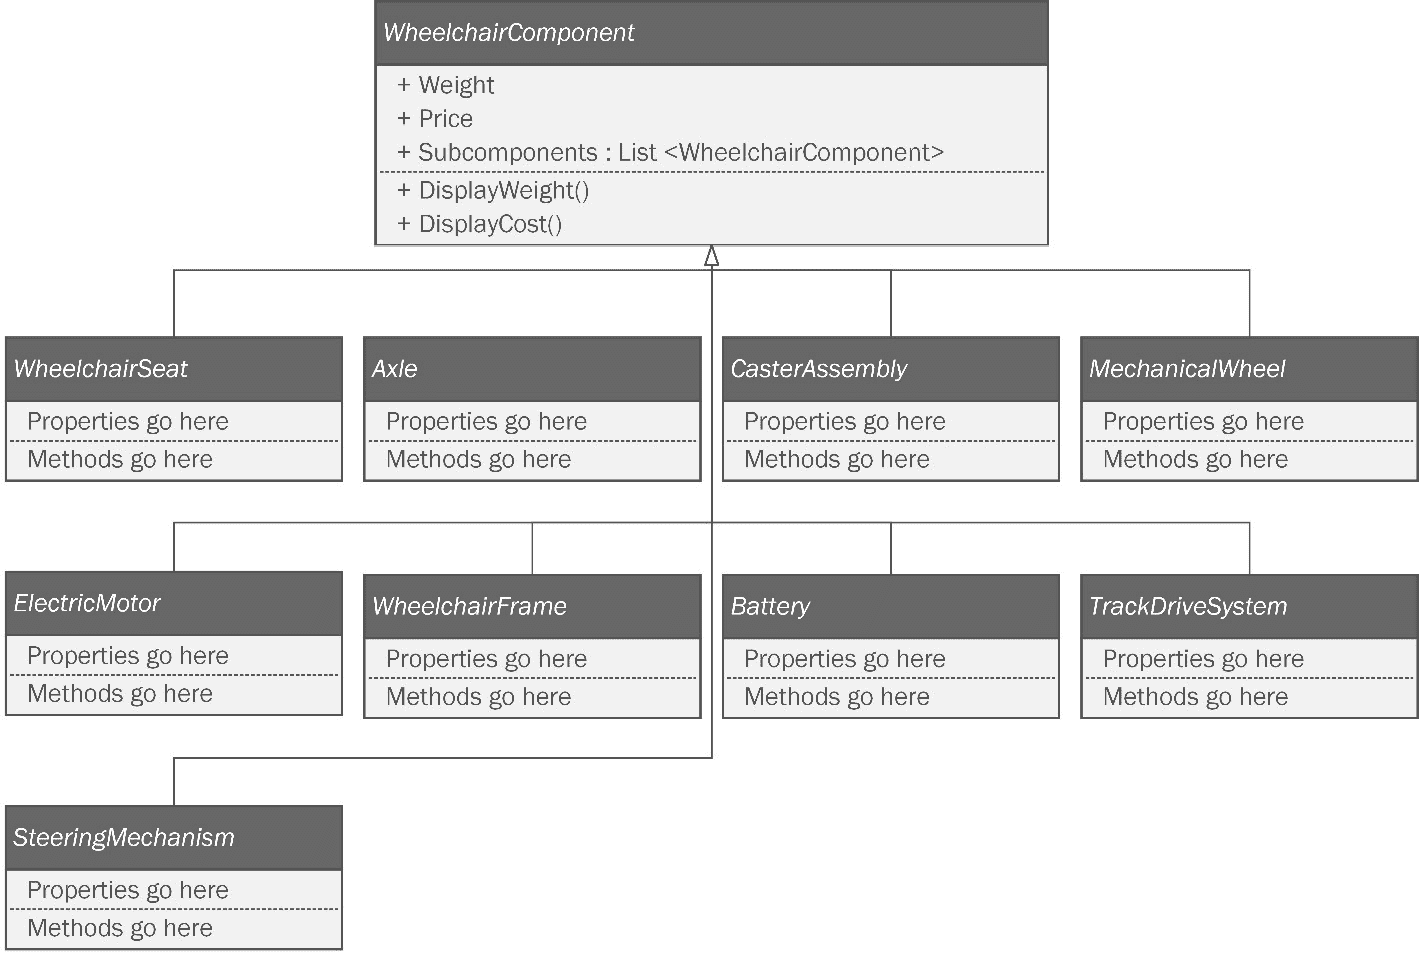 WheelchairComponent
+ Weight
+ Price
+ Subcomponents : List <WheelchairComponent>
+ DisplayWeight()
+ DisplayCost()
WheelchairSeat
Properties go here
Methods go here
Axle
Properties go here
Methods go here
CasterAssembly
Properties go here
Methods go here
MechanicalWheel
Properties go here
Methods go here
ElectricMotor
Properties go here
Methods go here
WheelchairFrame
Properties go here
Methods go here
Battery
Properties go here
Methods go here
TrackDriveSystem
Properties go here
Methods go here
SteeringMechanism
Properties go here
Methods go here